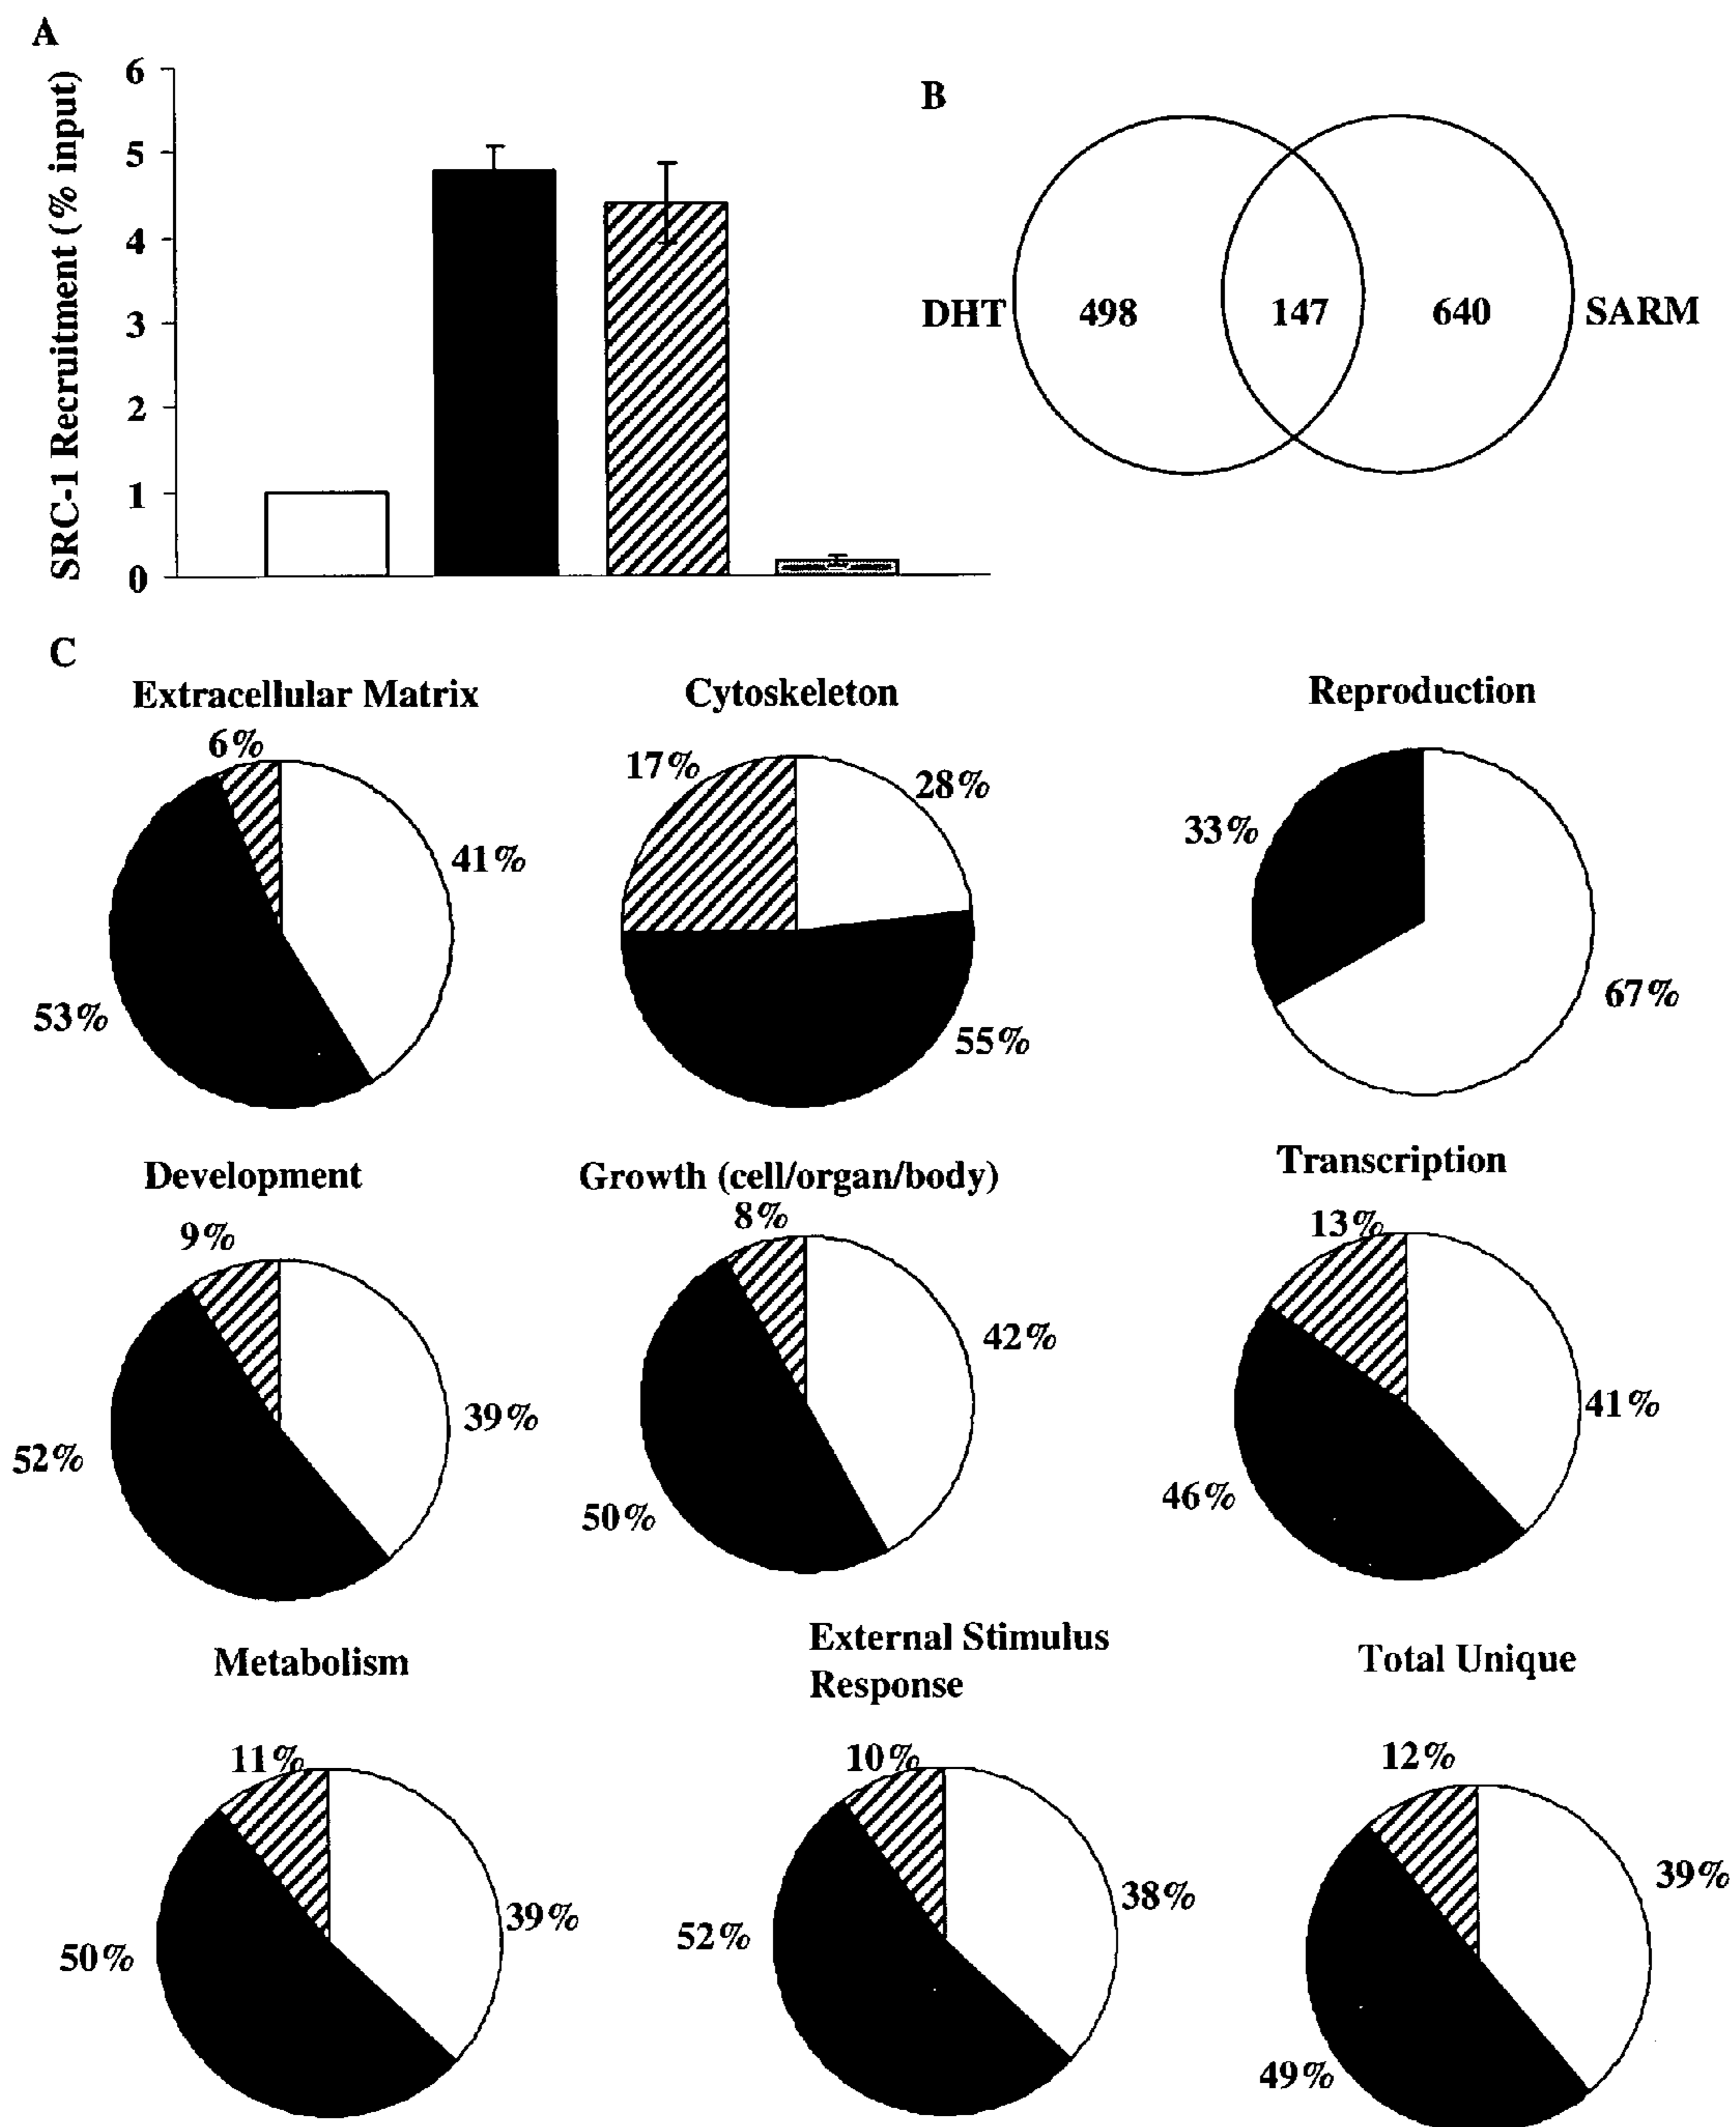 A
SRC-1 Recruitment (% input)
6
5
4
3
2
1
0
B
DHT
498
147
640
SARM
C
Extracellular Matrix
6%
41%
53%
Cytoskeleton
17%
28%
55%
Reproduction
33%
67%
Development
9%
39%
52%
Growth (cell/organ/body)
8%
42%
50%
Transcription
13%
41%
46%
Metabolism
11%
39%
50%
External Stimulus
Response
10%
38%
52%
Total Unique
12%
39%
49%